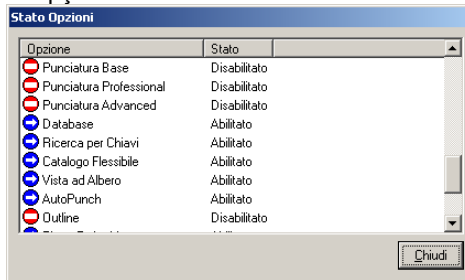 Stato Opzioni
Opzione Stato
Punciatura Base Disabilitato
Punciatura Professional Disabilitato
Punciatura Advanced Disabilitato
Database Abilitato
Ricerca per Chiavi Abilitato
Catalogo Flessibile Abilitato
Vista ad Albero Abilitato
AutoPunch Abilitato
Outline Disabilitato
Chiudi